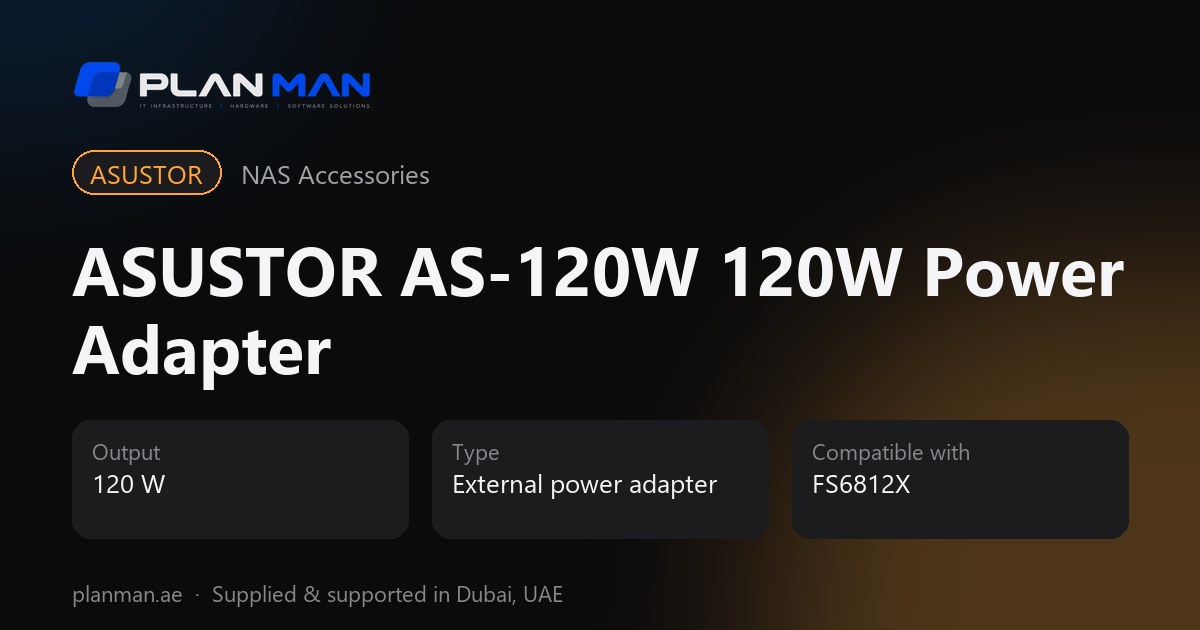 PLAN MAN
IT INFRASTRUCTURE | HARDWARE | SOFTWARE SOLUTIONS
ASUSTOR NAS Accessories
ASUSTOR AS-120W 120W Power
Adapter
Output Type Compatible with
120 W External power adapter FS6812X
planman.ae · Supplied & supported in Dubai, UAE